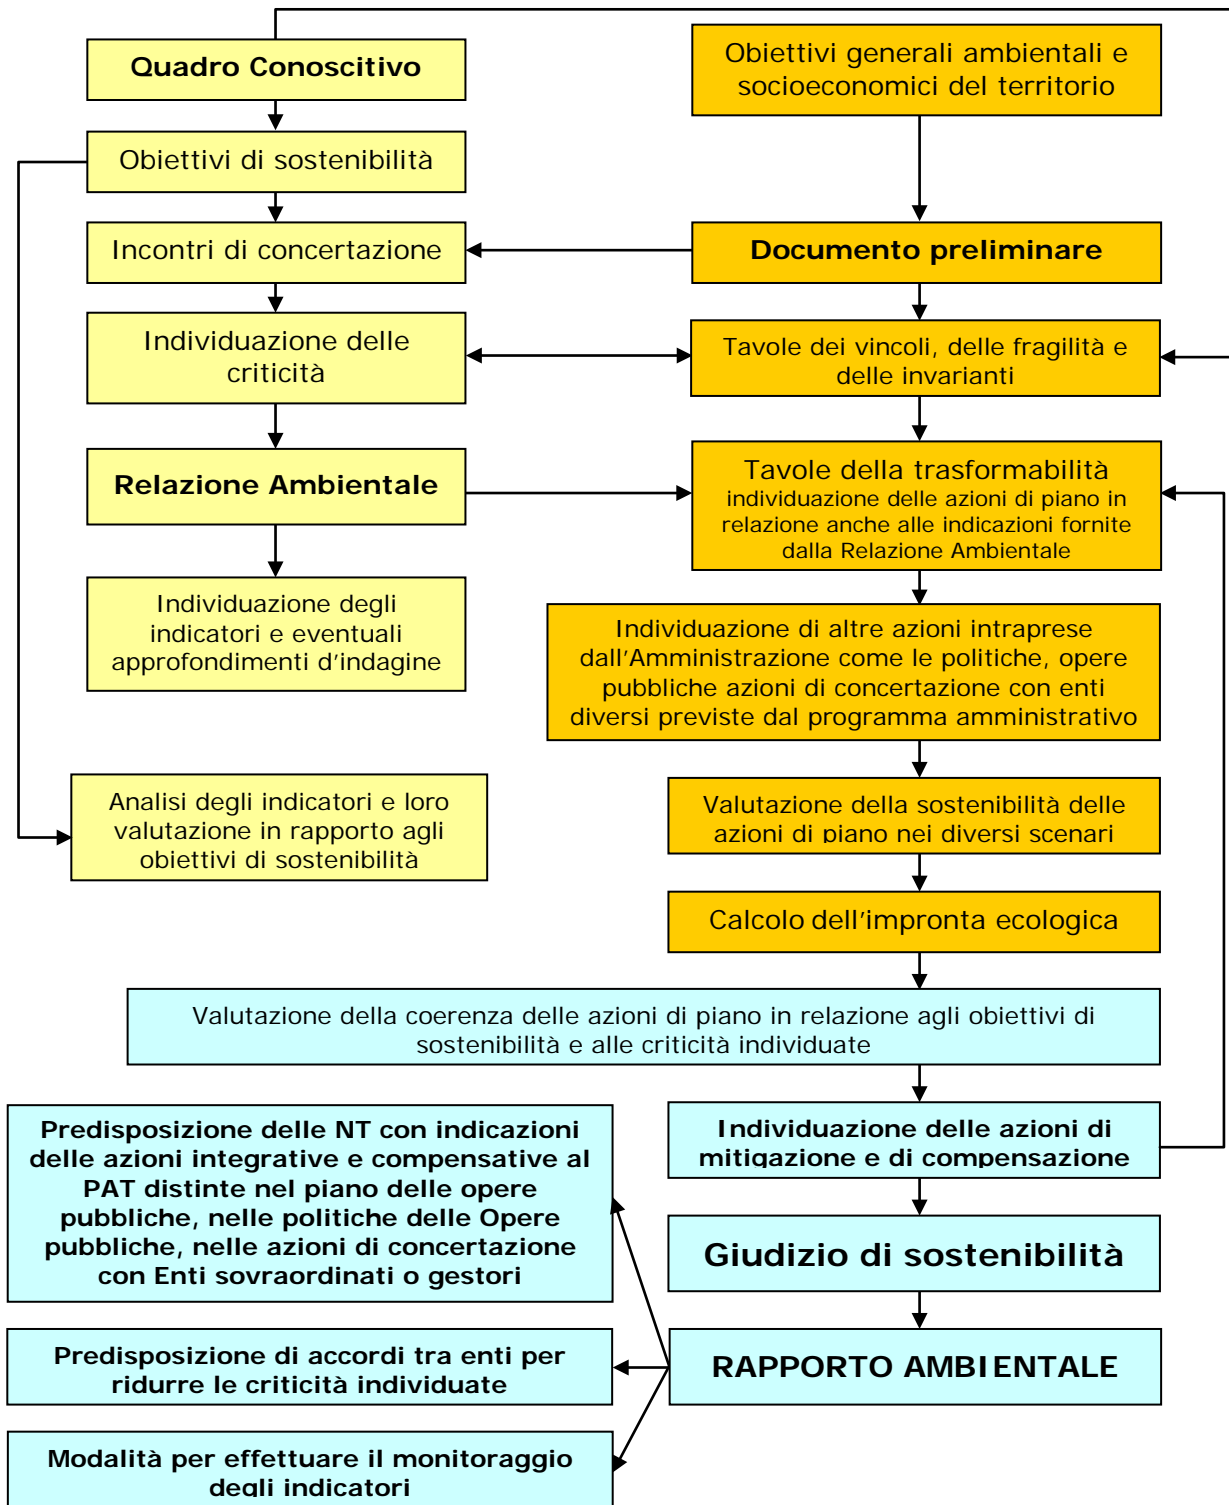 Quadro Conoscitivo
Obiettivi generali ambientali e
socioeconomici del territorio
Obiettivi di sostenibilità
Incontri di concertazione
Documento preliminare
Individuazione delle
criticità
Tavole dei vincoli, delle fragilità e
delle invarianti
Relazione Ambientale
Tavole della trasformabilità
individuazione delle azioni di piano in
relazione anche alle indicazioni fornite
dalla Relazione Ambientale
Individuazione degli
indicatori e eventuali
approfondimenti d'indagine
Individuazione di altre azioni intraprese
dall'Amministrazione come le politiche, opere
pubbliche azioni di concertazione con enti
diversi previste dal programma amministrativo
Analisi degli indicatori e loro
valutazione in rapporto agli
obiettivi di sostenibilità
Valutazione della sostenibilità delle
azioni di piano nei diversi scenari
Calcolo dell'impronta ecologica
Valutazione della coerenza delle azioni di piano in relazione agli obiettivi di
sostenibilità e alle criticità individuate
Individuazione delle azioni di
mitigazione e di compensazione
Predisposizione delle NT con indicazioni
delle azioni integrative e compensative al
PAT distinte nel piano delle opere
pubbliche, nelle politiche delle Opere
pubbliche, nelle azioni di concertazione
con Enti sovraordinati o gestori
Giudizio di sostenibilità
Predisposizione di accordi tra enti per
ridurre le criticità individuate
RAPPORTO AMBIENTALE
Modalità per effettuare il monitoraggio
degli indicatori